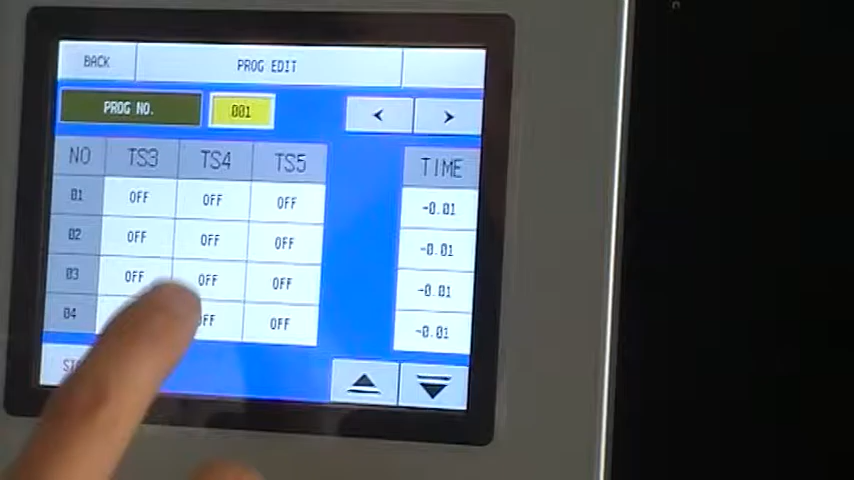 BACK PROG EDIT
PROG NO. 001 < >
NO TS3 TS4 TS5 TIME
01 OFF OFF OFF -0.01
02 OFF OFF OFF -0.01
03 OFF OFF OFF -0.01
04 OFF -0.01